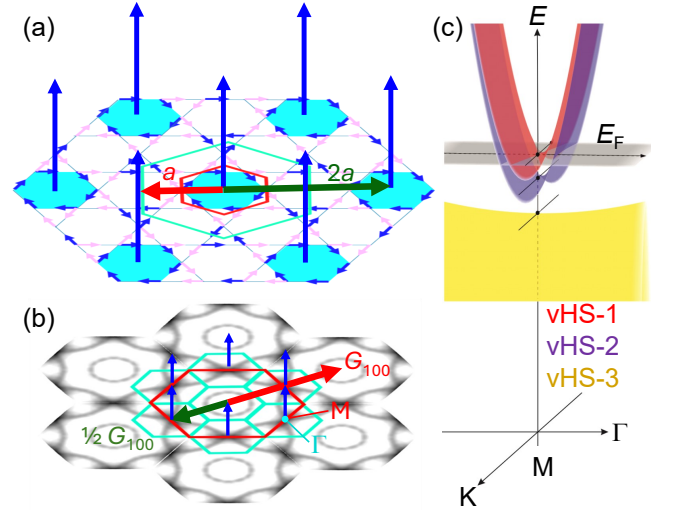 (a)
a
2a
(b)
G100
M
½ G100
Γ
(c)
E
EF
vHS-1
vHS-2
vHS-3
Γ
M
K